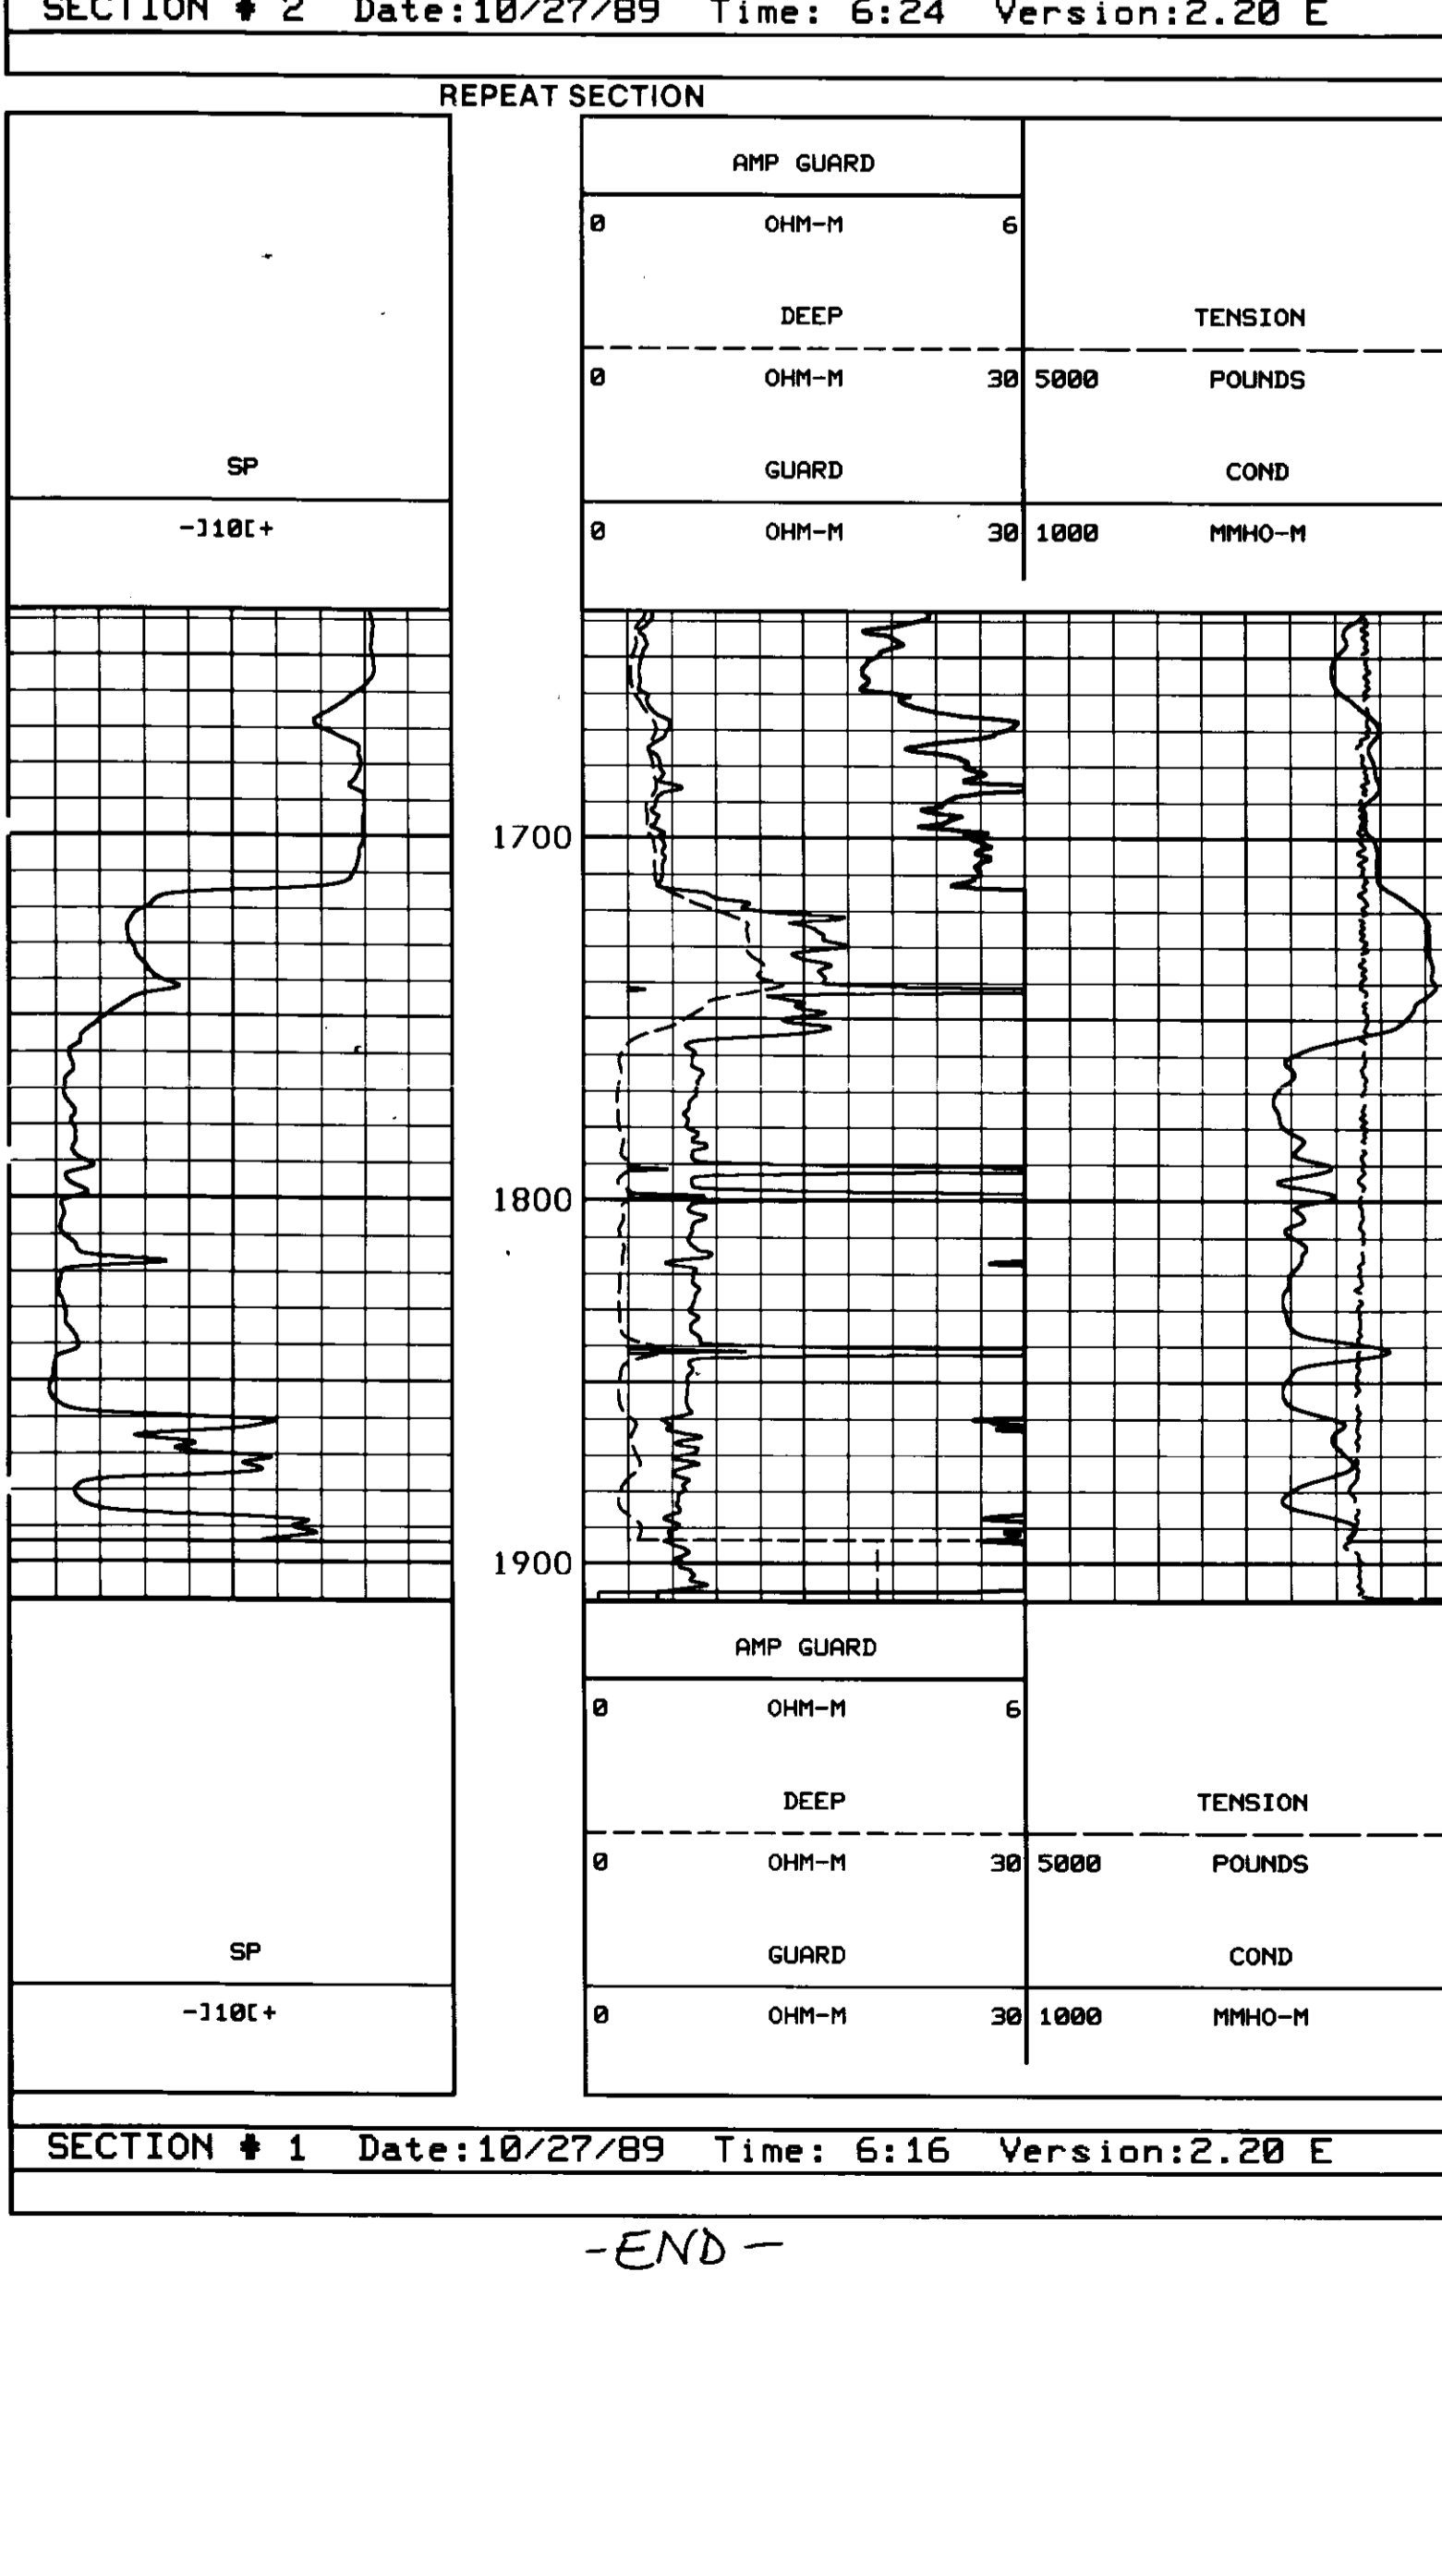 SECTION # 2 Date:10/27/89 Time: 6:24 Version:2.20 E
REPEAT SECTION
AMP GUARD
0 OHM-M 6
DEEP TENSION
0 OHM-M 30 5000 POUNDS
SP GUARD COND
-]10[+ 0 OHM-M 30 1000 MMHO-M
1700
1800
1900
AMP GUARD
0 OHM-M 6
DEEP TENSION
0 OHM-M 30 5000 POUNDS
SP GUARD COND
-]10[+ 0 OHM-M 30 1000 MMHO-M
SECTION # 1 Date:10/27/89 Time: 6:16 Version:2.20 E
-END-